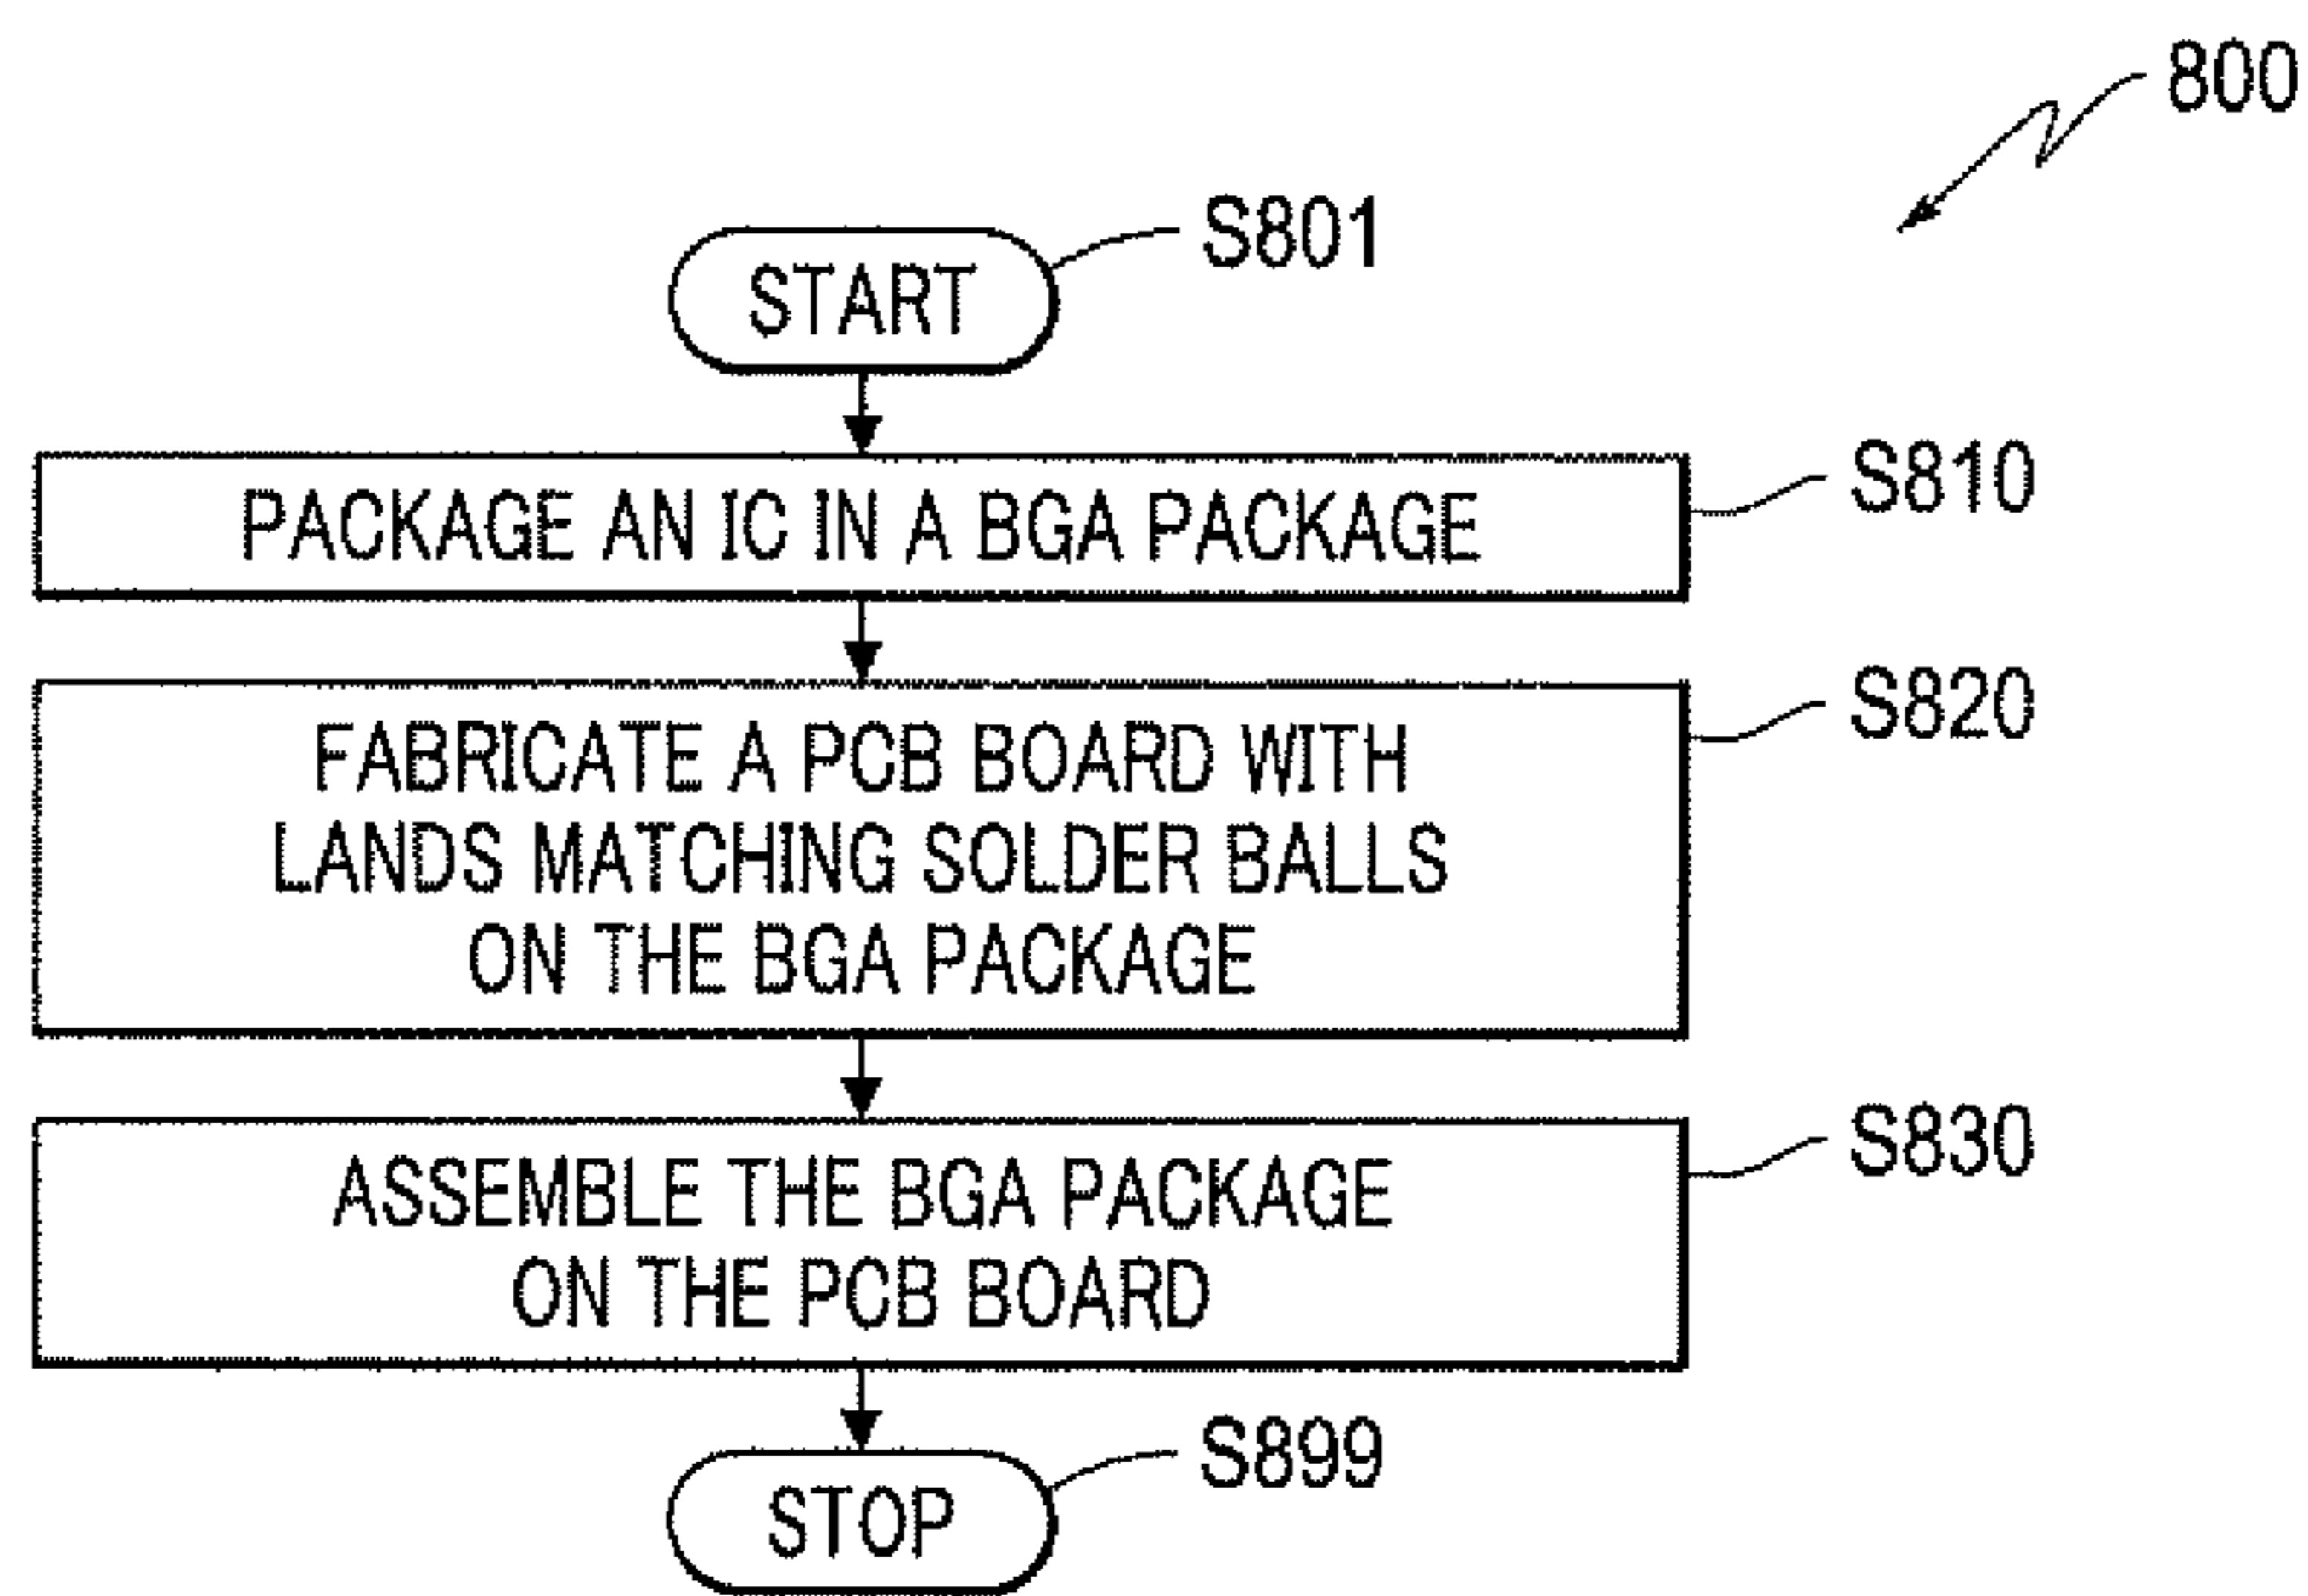 800
START
S801
PACKAGE AN IC IN A BGA PACKAGE
S810
FABRICATE A PCB BOARD WITH
LANDS MATCHING SOLDER BALLS
ON THE BGA PACKAGE
S820
ASSEMBLE THE BGA PACKAGE
ON THE PCB BOARD
S830
STOP
S899